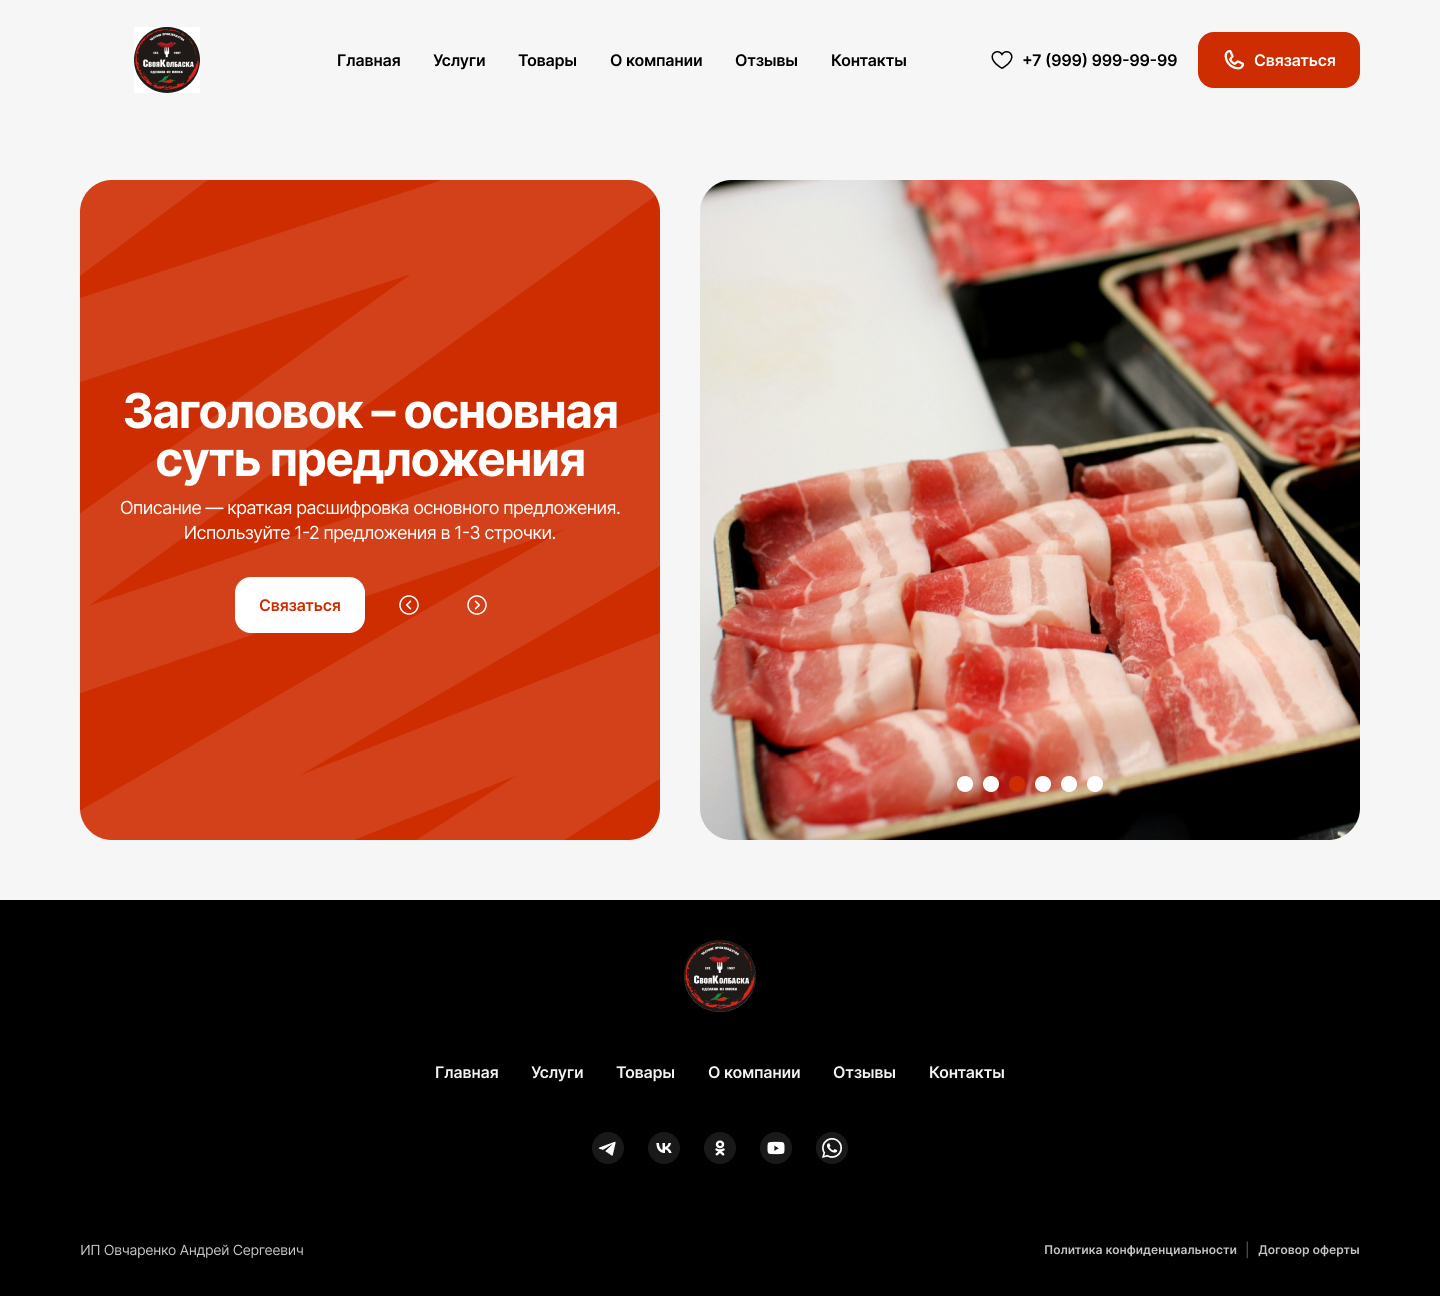 СвояКолбаска
Главная Услуги Товары О компании Отзывы Контакты +7 (999) 999-99-99 Связаться
Заголовок – основная
суть предложения
Описание — краткая расшифровка основного предложения.
Используйте 1-2 предложения в 1-3 строчки.
Связаться
СвояКолбаска
Главная Услуги Товары О компании Отзывы Контакты
ИП Овчаренко Андрей Сергеевич
Политика конфиденциальности Договор оферты